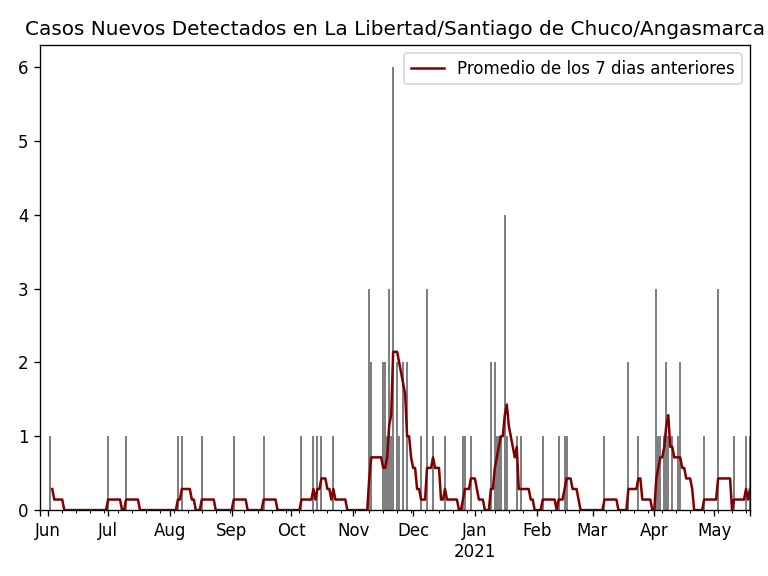 Casos Nuevos Detectados en La Libertad/Santiago de Chuco/Angasmarca
Promedio de los 7 dias anteriores
6
5
4
3
2
1
0
Jun Jul Aug Sep Oct Nov Dec Jan Feb Mar Apr May
2021